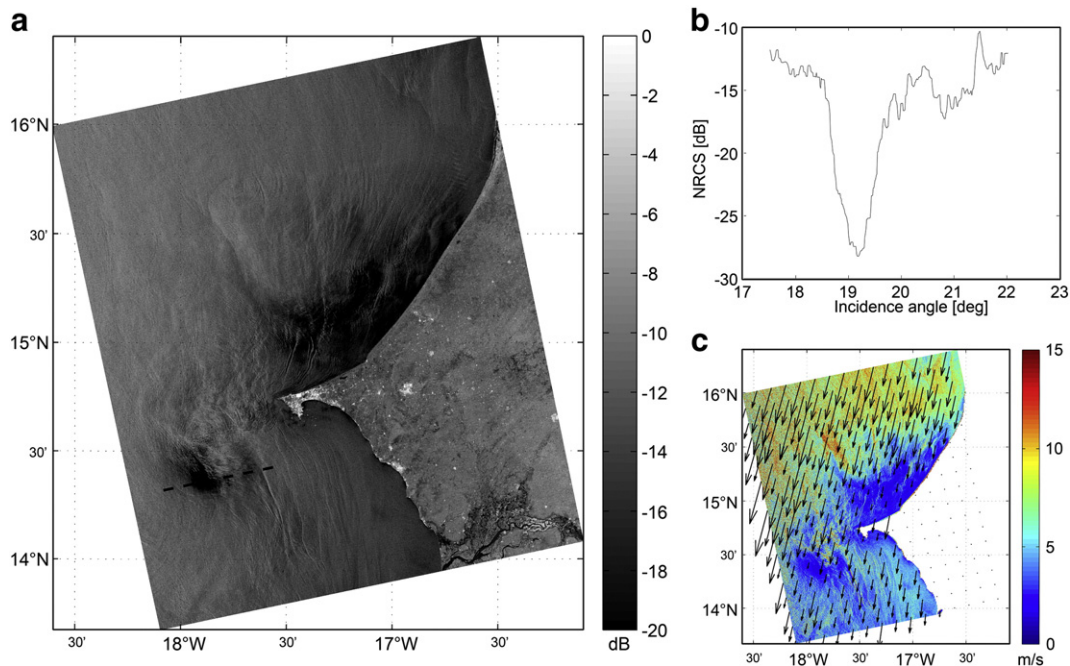 a
16°N
30'
15°N
30'
14°N
30'
18°W
30'
17°W
30'
0
-2
-4
-6
-8
-10
-12
-14
-16
-18
-20
dB
b
-10
-15
-20
-25
-30
NRCS [dB]
17
18
19
20
21
22
23
Incidence angle [deg]
c
16°N
30'
15°N
30'
14°N
30'
18°W
30'
17°W
30'
15
10
5
0
m/s